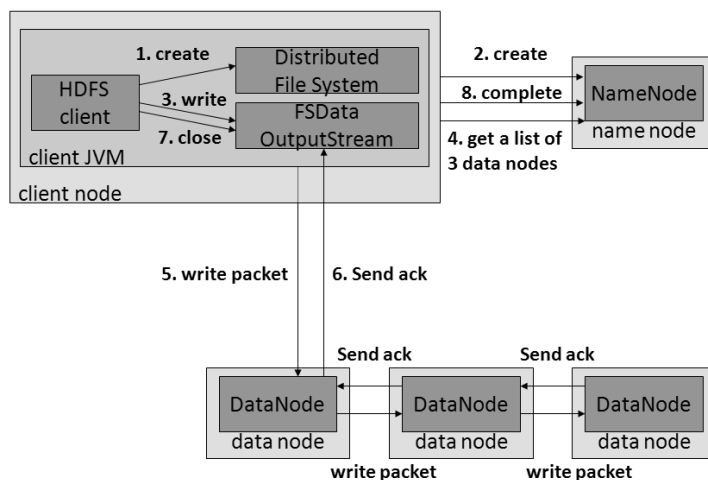 1. create
Distributed
File System
2. create
HDFS
client
3. write
8. complete
NameNode
FSData
OutputStream
7. close
name node
4. get a list of
3 data nodes
client JVM
client node
5. write packet
6. Send ack
Send ack
Send ack
DataNode
DataNode
DataNode
data node
data node
data node
write packet
write packet